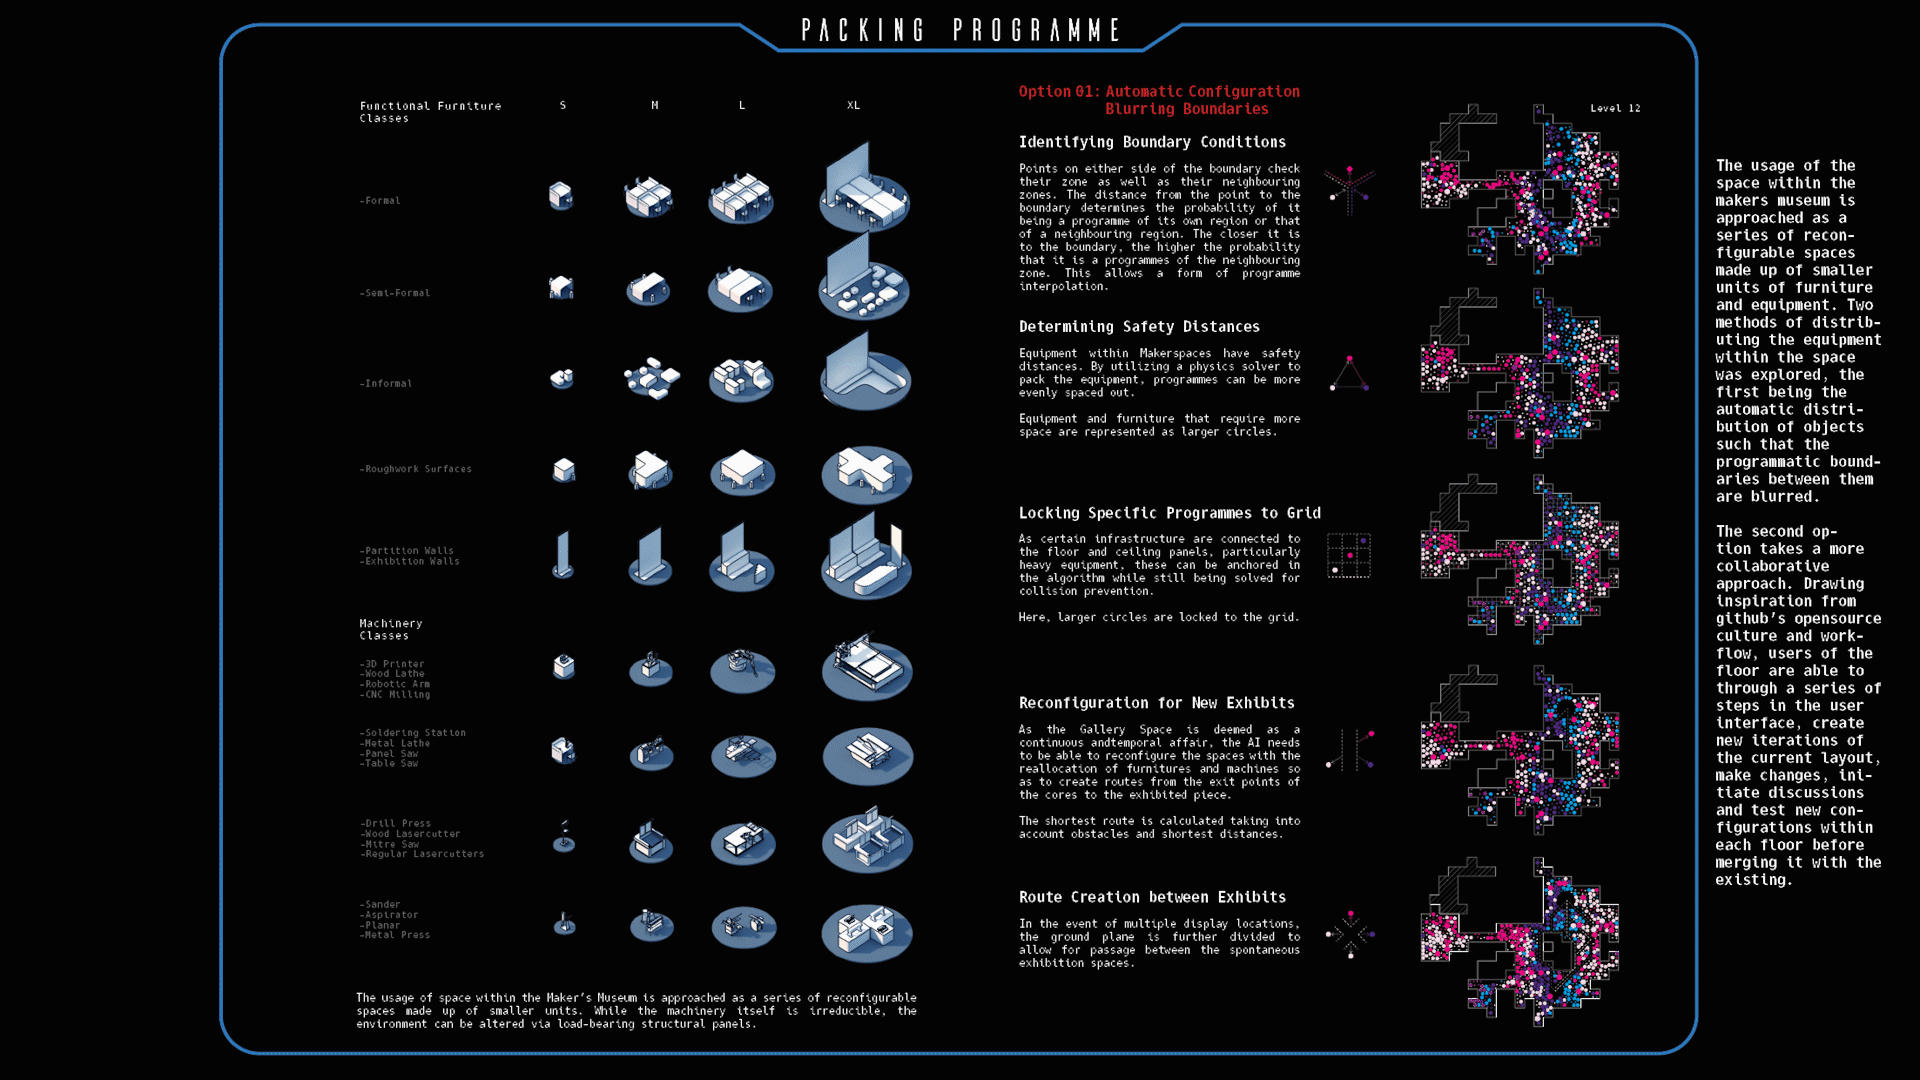 PACKING PROGRAMME
Functional Furniture
Classes
S
M
L
XL
-Formal
-Semi-Formal
-Informal
-Roughwork Surfaces
-Partition Walls
-Exhibition Walls
Machinery
Classes
-3D Printer
-Wood Lathe
-Robotic Arm
-CNC Milling
-Soldering Station
-Metal Lathe
-Panel Saw
-Table Saw
-Drill Press
-Wood Lasercutter
-Mitre Saw
-Regular Lasercutters
-Sander
-Aspirator
-Planar
-Metal Press
The usage of space within the Maker's Museum is approached as a series of reconfigurable
spaces made up of smaller units. While the machinery itself is irreducible, the
environment can be altered via load-bearing structural panels.
Option 01: Automatic Configuration
Blurring Boundaries
Level 12
Identifying Boundary Conditions
Points on either side of the boundary check
their zone as well as their neighbouring
zones. The distance from the point to the
boundary determines the probability of it
being a programme of its own region or that
of a neighbouring region. The closer it is
to the boundary, the higher the probability
that it is a programmes of the neighbouring
zone. This allows a form of programme
interpolation.
Determining Safety Distances
Equipment within Makerspaces have safety
distances. By utilizing a physics solver to
pack the equipment, programmes can be more
evenly spaced out.
Equipment and furniture that require more
space are represented as larger circles.
Locking Specific Programmes to Grid
As certain infrastructure are connected to
the floor and ceiling panels, particularly
heavy equipment, these can be anchored in
the algorithm while still being solved for
collision prevention.
Here, larger circles are locked to the grid.
Reconfiguration for New Exhibits
As the Gallery Space is deemed as a
continuous andtemporal affair, the AI needs
to be able to reconfigure the spaces with the
reallocation of furnitures and machines so
as to create routes from the exit points of
the cores to the exhibited piece.
The shortest route is calculated taking into
account obstacles and shortest distances.
Route Creation between Exhibits
In the event of multiple display locations,
the ground plane is further divided to
allow for passage between the spontaneous
exhibition spaces.
The usage of the
space within the
makers museum is
approached as a
series of recon-
figurable spaces
made up of smaller
units of furniture
and equipment. Two
methods of distrib-
uting the equipment
within the space
was explored, the
first being the
automatic distri-
bution of objects
such that the
programmatic bound-
aries between them
are blurred.
The second op-
tion takes a more
collaborative
approach. Drawing
inspiration from
github's opensource
culture and work-
flow, users of the
floor are able to
through a series of
steps in the user
interface, create
new iterations of
the current layout,
make changes, ini-
tiate discussions
and test new con-
figurations within
each floor before
merging it with the
existing.